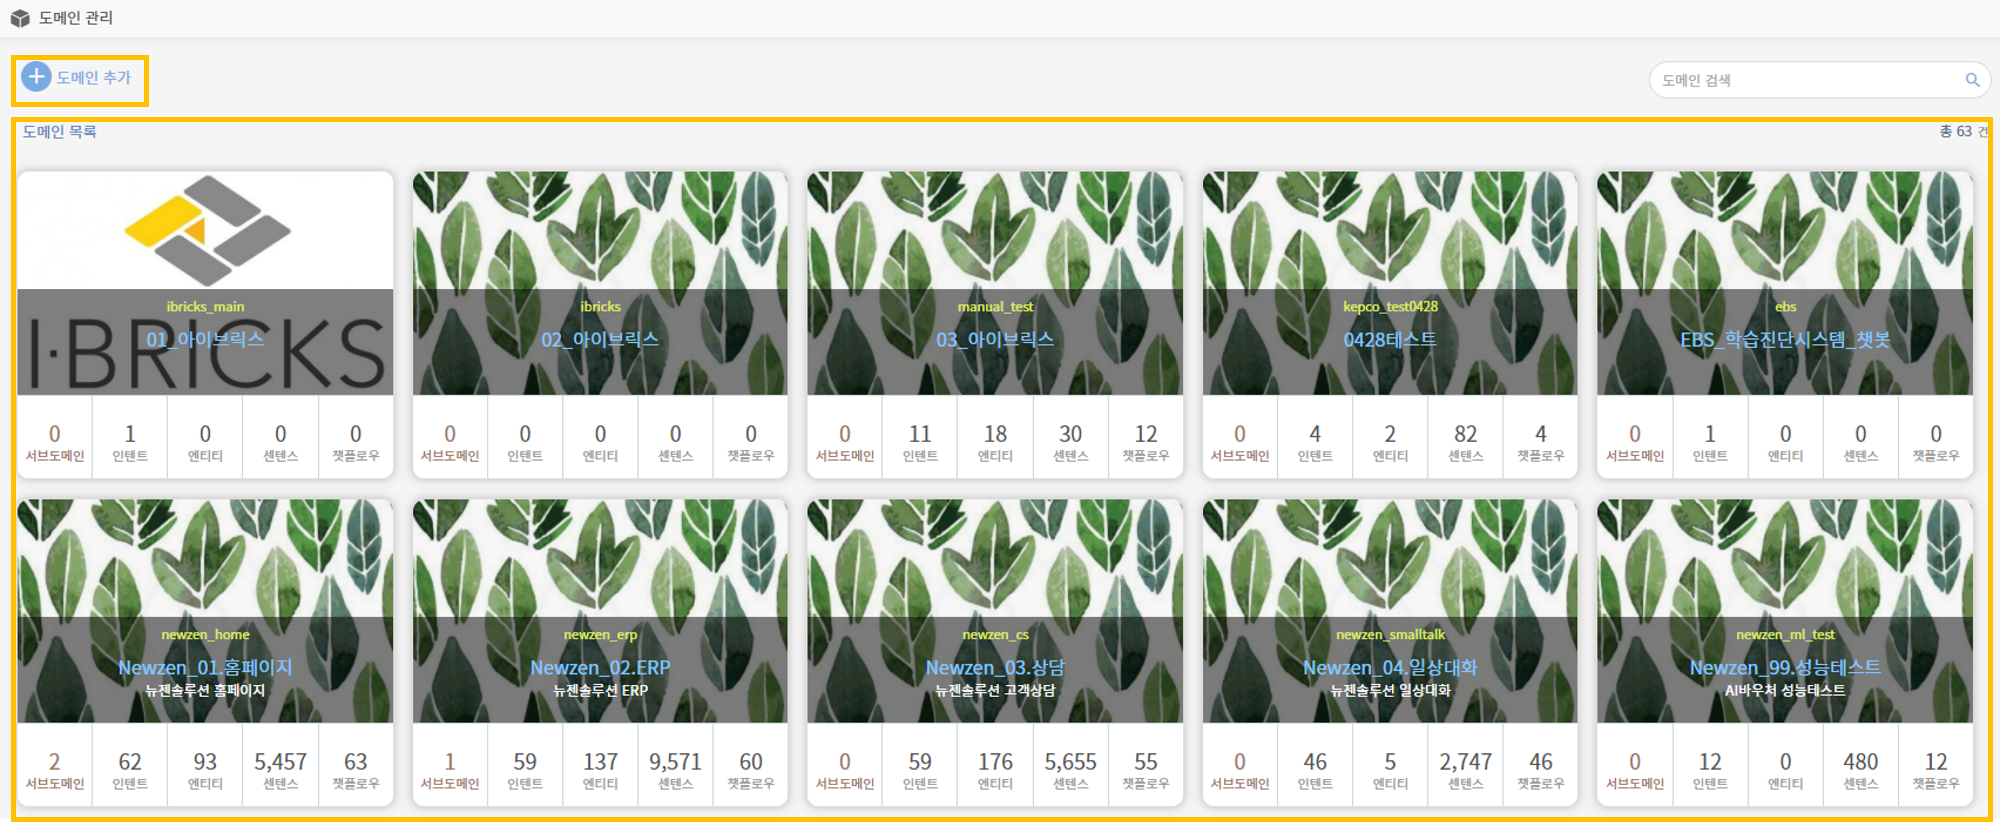 도메인 관리
도메인 추가
도메인 검색
도메인 목록
총 63 건
ibricks_main
01_아이브릭스
I·BRICKS
0 1 0 0 0
서브도메인 인텐트 엔티티 센텐스 챗플로우
ibricks
02_아이브릭스
0 0 0 0 0
서브도메인 인텐트 엔티티 센텐스 챗플로우
manual_test
03_아이브릭스
0 11 18 30 12
서브도메인 인텐트 엔티티 센텐스 챗플로우
kepco_test0428
0428테스트
0 4 2 82 4
서브도메인 인텐트 엔티티 센텐스 챗플로우
ebs
EBS_학습진단시스템_챗봇
0 1 0 0 0
서브도메인 인텐트 엔티티 센텐스 챗플로우
newzen_home
Newzen_01.홈페이지
뉴젠솔루션 홈페이지
2 62 93 5,457 63
서브도메인 인텐트 엔티티 센텐스 챗플로우
newzen_erp
Newzen_02.ERP
뉴젠솔루션 ERP
1 59 137 9,571 60
서브도메인 인텐트 엔티티 센텐스 챗플로우
newzen_cs
Newzen_03.상담
뉴젠솔루션 고객상담
0 59 176 5,655 55
서브도메인 인텐트 엔티티 센텐스 챗플로우
newzen_smalltalk
Newzen_04.일상대화
뉴젠솔루션 일상대화
0 46 5 2,747 46
서브도메인 인텐트 엔티티 센텐스 챗플로우
newzen_ml_test
Newzen_99.성능테스트
AI바우처 성능테스트
0 12 0 480 12
서브도메인 인텐트 엔티티 센텐스 챗플로우